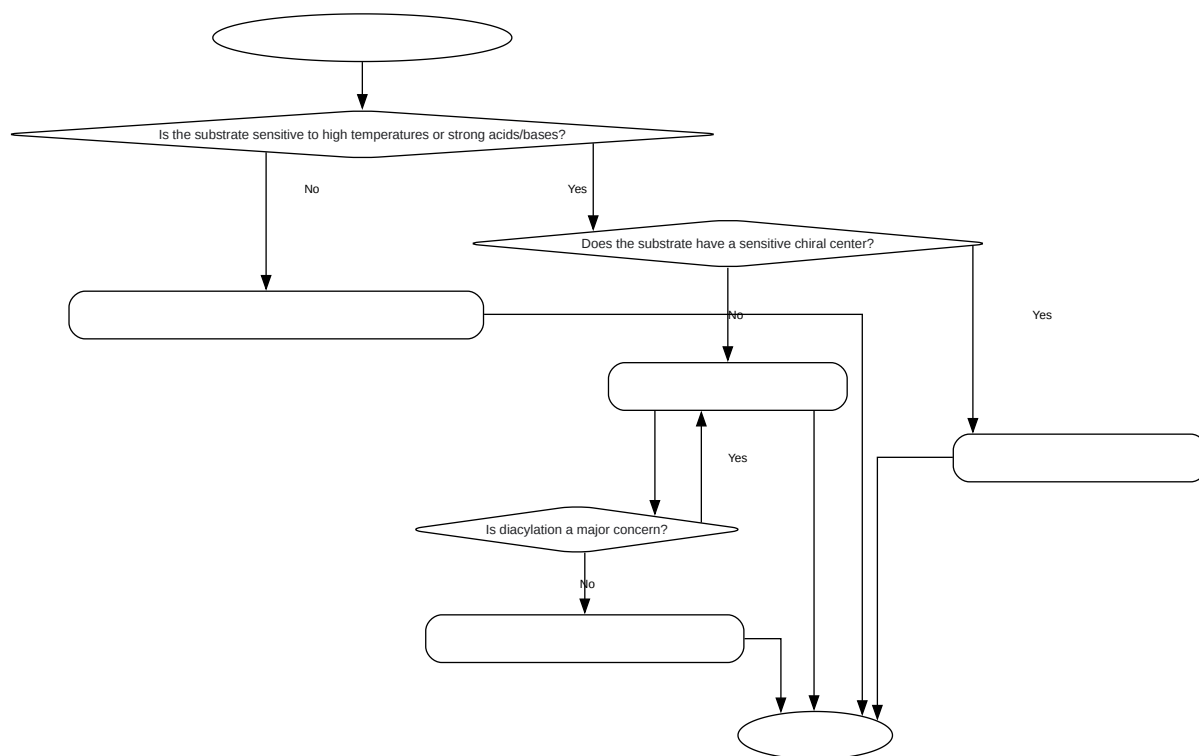 Is the substrate sensitive to high temperatures or strong acids/bases?
No
Yes
Does the substrate have a sensitive chiral center?
No
Yes
Yes
Is diacylation a major concern?
No